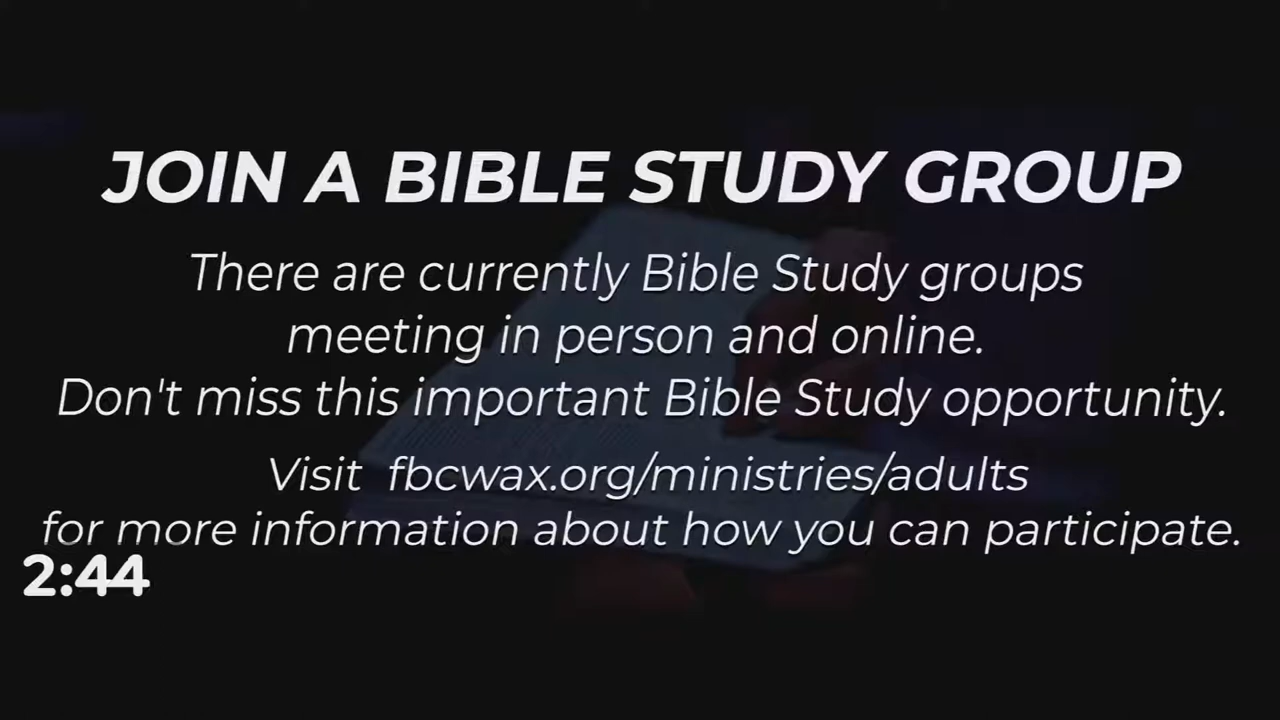 JOIN A BIBLE STUDY GROUP
There are currently Bible Study groups
meeting in person and online.
Don't miss this important Bible Study opportunity.
Visit fbcwax.org/ministries/adults
for more information about how you can participate.
2:44